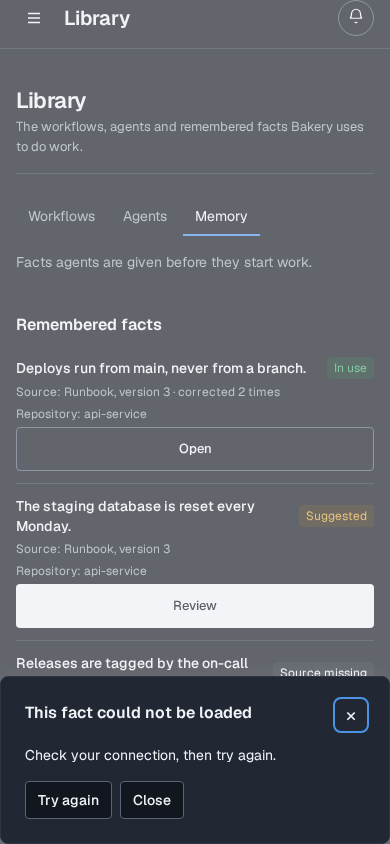 Library
Library
The workflows, agents and remembered facts Bakery uses
to do work.
Workflows Agents Memory
Facts agents are given before they start work.
Remembered facts
Deploys run from main, never from a branch. In use
Source: Runbook, version 3 · corrected 2 times
Repository: api-service
Open
The staging database is reset every
Monday.
Suggested
Source: Runbook, version 3
Repository: api-service
Review
Releases are tagged by the on-call
Source missing
This fact could not be loaded
Check your connection, then try again.
Try again Close